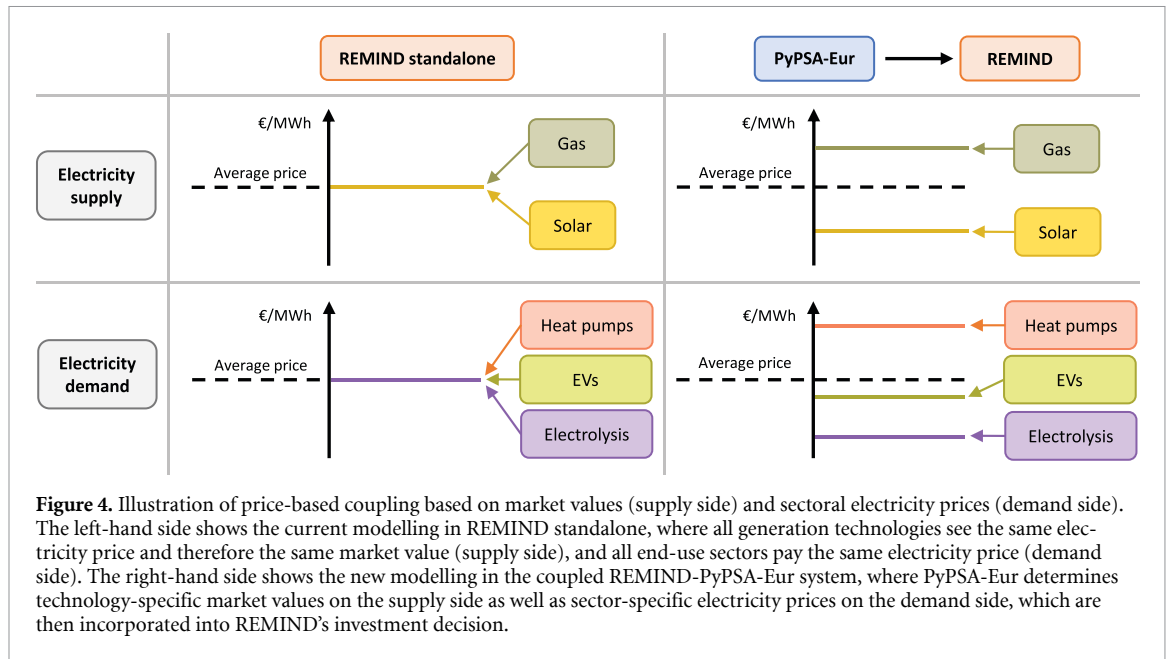 REMIND standalone
PyPSA-Eur
REMIND
Electricity
supply
€/MWh
Average price
Gas
Solar
€/MWh
Average price
Gas
Solar
Electricity
demand
€/MWh
Average price
Heat pumps
EVs
Electrolysis
€/MWh
Average price
Heat pumps
EVs
Electrolysis
Figure 4. Illustration of price-based coupling based on market values (supply side) and sectoral electricity prices (demand side).
The left-hand side shows the current modelling in REMIND standalone, where all generation technologies see the same elec-
tricity price and therefore the same market value (supply side), and all end-use sectors pay the same electricity price (demand
side). The right-hand side shows the new modelling in the coupled REMIND-PyPSA-Eur system, where PyPSA-Eur determines
technology-specific market values on the supply side as well as sector-specific electricity prices on the demand side, which are
then incorporated into REMIND's investment decision.